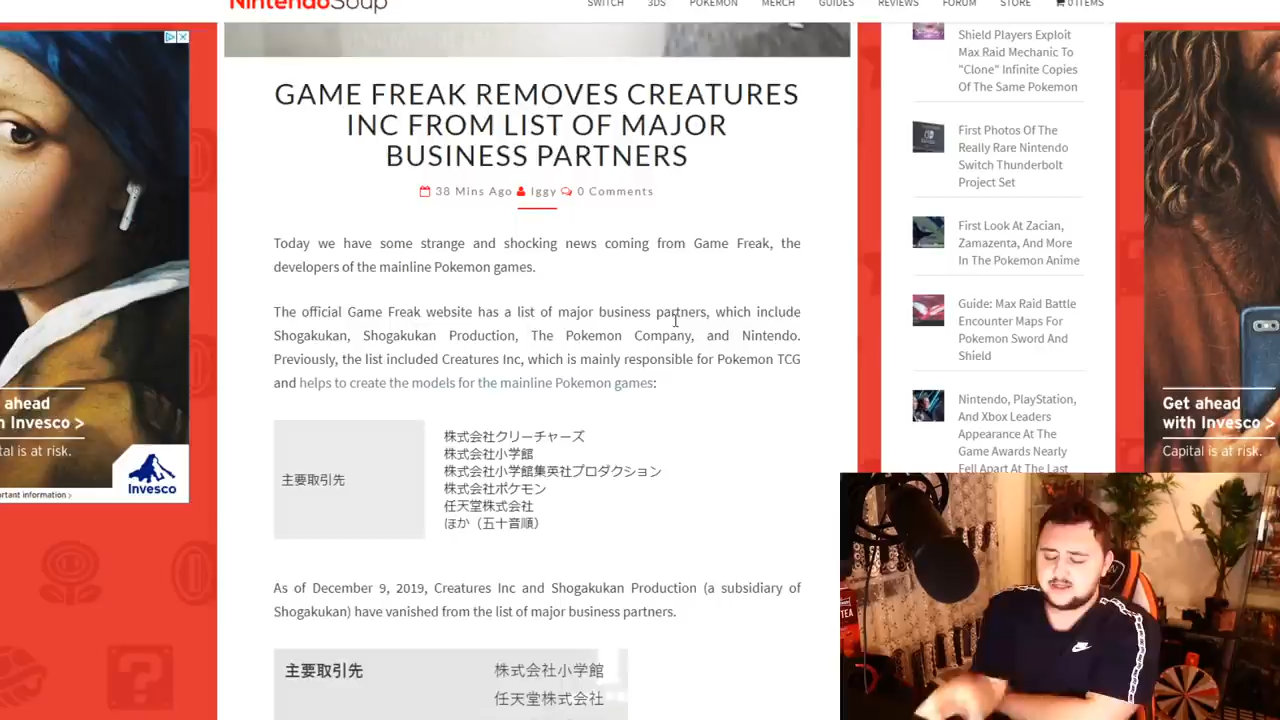 NintendoSoup
SWITCH 3DS POKEMON MERCH GUIDES REVIEWS FORUM STORE 0 ITEMS
GAME FREAK REMOVES CREATURES
INC FROM LIST OF MAJOR
BUSINESS PARTNERS
38 Mins Ago Iggy 0 Comments
Today we have some strange and shocking news coming from Game Freak, the
developers of the mainline Pokemon games.
The official Game Freak website has a list of major business partners, which include
Shogakukan, Shogakukan Production, The Pokemon Company, and Nintendo.
Previously, the list included Creatures Inc, which is mainly responsible for Pokemon TCG
and helps to create the models for the mainline Pokemon games:
主要取引先
株式会社クリーチャーズ
株式会社小学館
株式会社小学館集英社プロダクション
株式会社ポケモン
任天堂株式会社
ほか（五十音順）
As of December 9, 2019, Creatures Inc and Shogakukan Production (a subsidiary of
Shogakukan) have vanished from the list of major business partners.
主要取引先 株式会社小学館
任天堂株式会社
Shield Players Exploit
Max Raid Mechanic To
"Clone" Infinite Copies
Of The Same Pokemon
First Photos Of The
Really Rare Nintendo
Switch Thunderbolt
Project Set
First Look At Zacian,
Zamazenta, And More
In The Pokemon Anime
Guide: Max Raid Battle
Encounter Maps For
Pokemon Sword And
Shield
Nintendo, PlayStation,
And Xbox Leaders
Appearance At The
Game Awards Nearly
Fell Apart At The Last
ahead
h Invesco >
tal is at risk.
Invesco
ortant information >
Get ahead
with Invesco >
Capital is at risk.
TEA